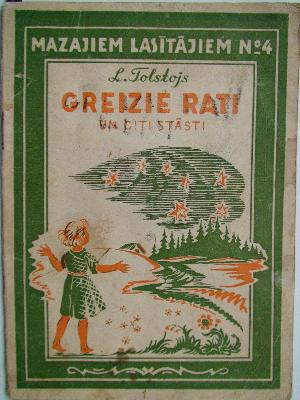 MAZAJIEM LASĪTĀJIEM No4
L. Tolstojs
GREIZIE RATI
UN CITI STĀSTI